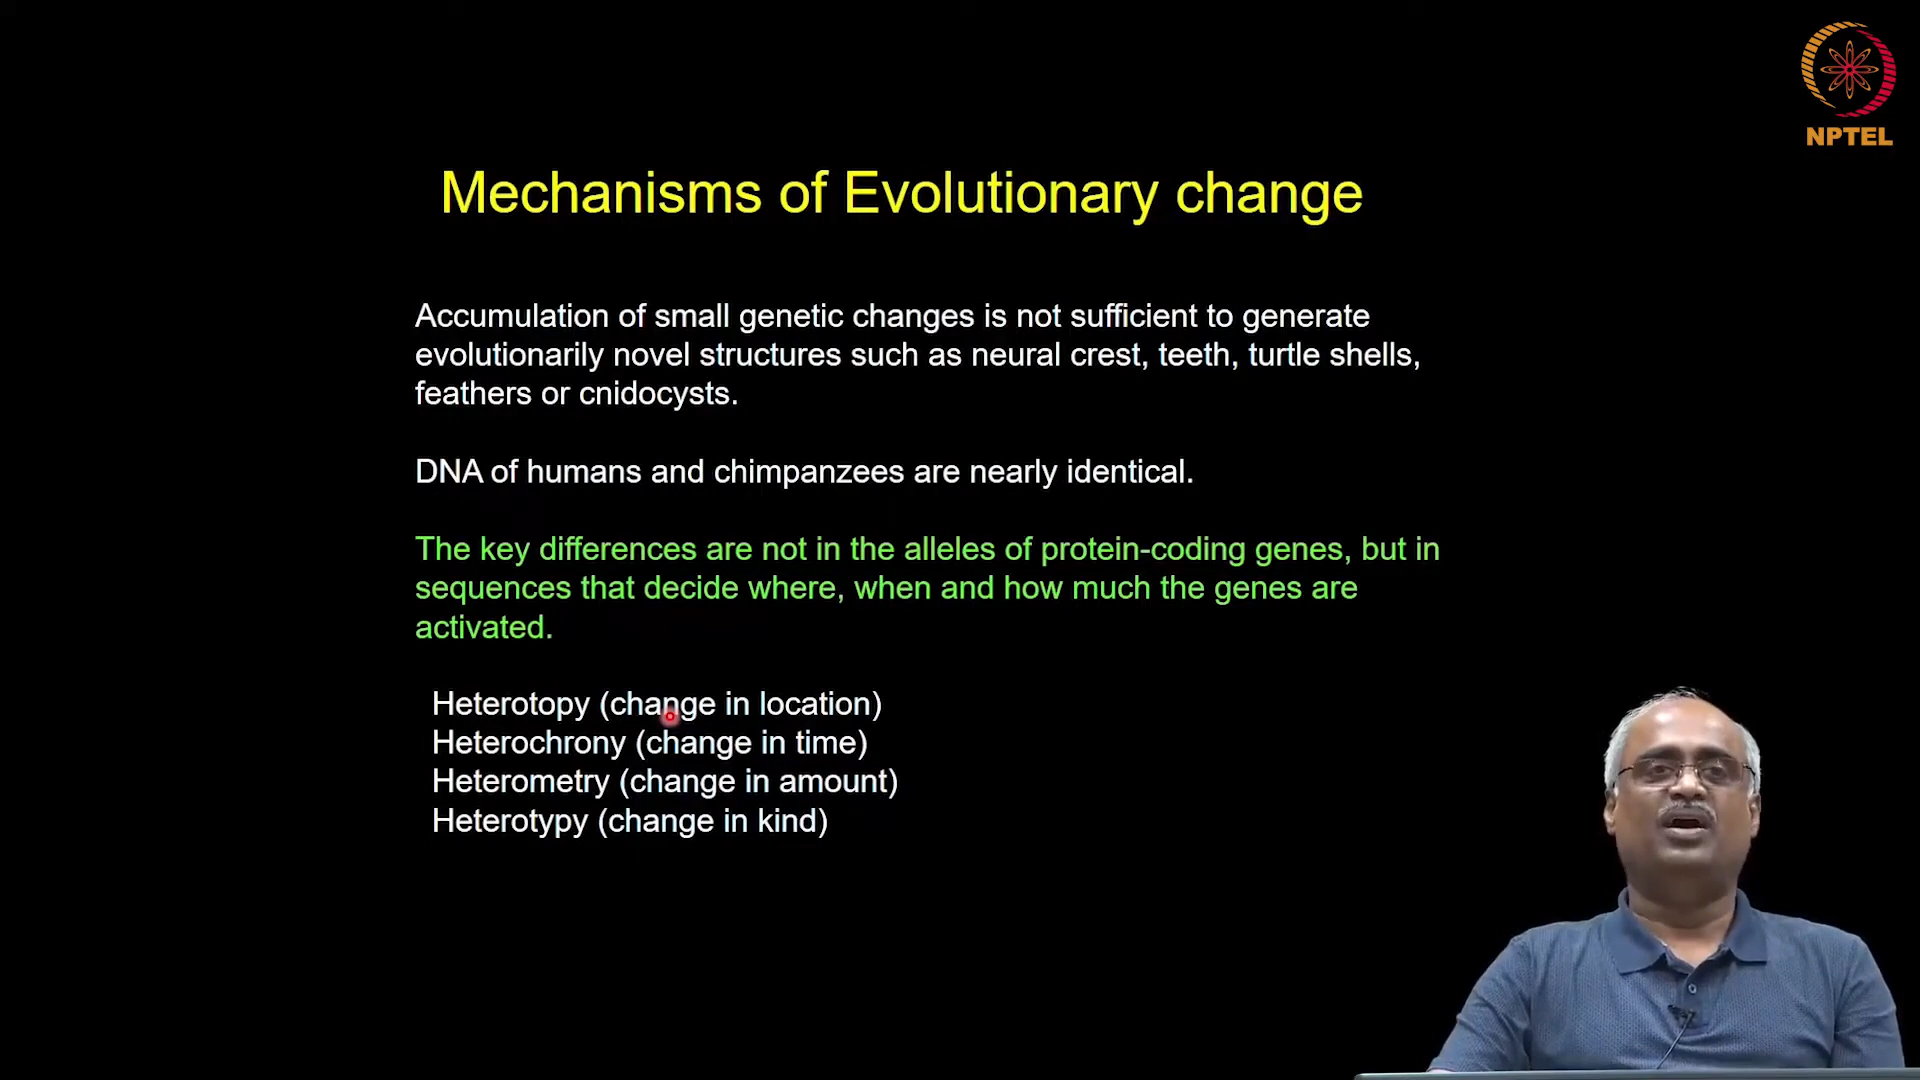 NPTEL
Mechanisms of Evolutionary change
Accumulation of small genetic changes is not sufficient to generate
evolutionarily novel structures such as neural crest, teeth, turtle shells,
feathers or cnidocysts.
DNA of humans and chimpanzees are nearly identical.
The key differences are not in the alleles of protein-coding genes, but in
sequences that decide where, when and how much the genes are
activated.
Heterotopy (change in location)
Heterochrony (change in time)
Heterometry (change in amount)
Heterotypy (change in kind)